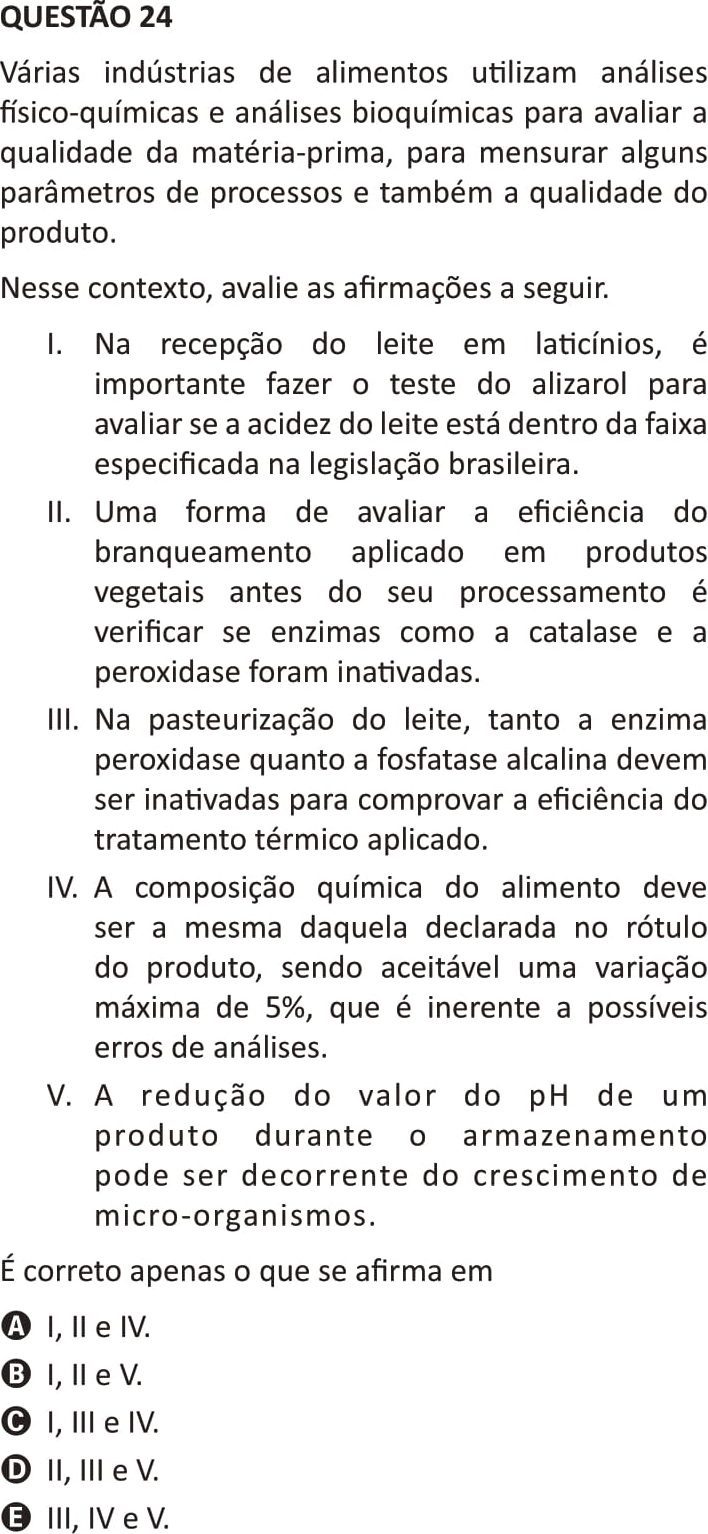 QUESTÃO 24
Várias indústrias de alimentos utilizam análises
físico-químicas e análises bioquímicas para avaliar a
qualidade da matéria-prima, para mensurar alguns
parâmetros de processos e também a qualidade do
produto.
Nesse contexto, avalie as afirmações a seguir.
I. Na recepção do leite em laticínios, é
importante fazer o teste do alizarol para
avaliar se a acidez do leite está dentro da faixa
especificada na legislação brasileira.
II. Uma forma de avaliar a eficiência do
branqueamento aplicado em produtos
vegetais antes do seu processamento é
verificar se enzimas como a catalase e a
peroxidase foram inativadas.
III. Na pasteurização do leite, tanto a enzima
peroxidase quanto a fosfatase alcalina devem
ser inativadas para comprovar a eficiência do
tratamento térmico aplicado.
IV. A composição química do alimento deve
ser a mesma daquela declarada no rótulo
do produto, sendo aceitável uma variação
máxima de 5%, que é inerente a possíveis
erros de análises.
V. A redução do valor do pH de um
produto durante o armazenamento
pode ser decorrente do crescimento de
micro-organismos.
É correto apenas o que se afirma em
A I, II e IV.
B I, II e V.
C I, III e IV.
D II, III e V.
E III, IV e V.